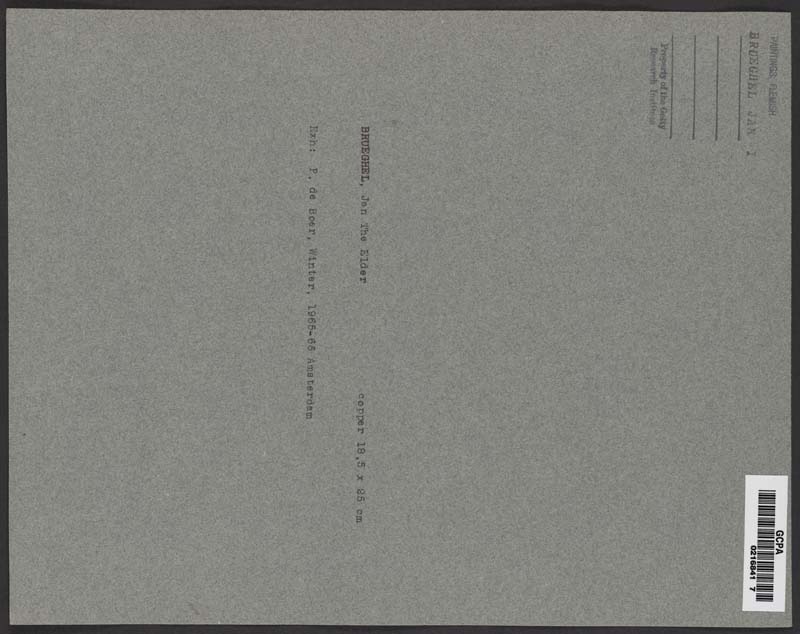 PAINTINGS: FLEMISH
BRUEGHEL JAN I
Property of the Getty
Research Institute
BRUEGHEL, Jan The Elder copper 18,5 x 25 cm
Exh: P. de Boer, Winter, 1965-66 Amsterdam
GCPA
0216841 7